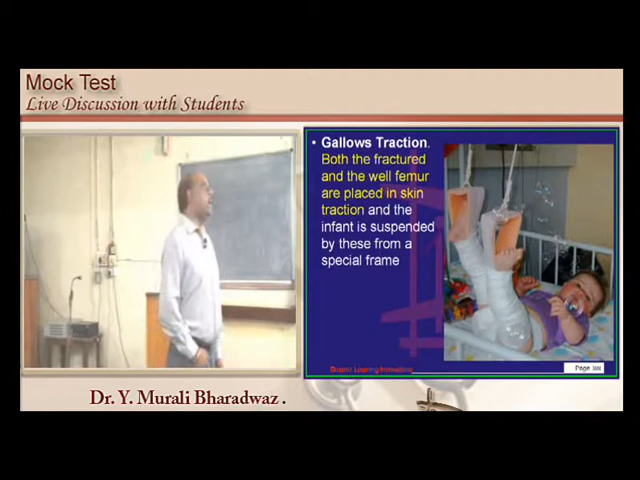 Mock Test
Live Discussion with Students
• Gallows Traction.
Both the fractured
and the well femur
are placed in skin
traction and the
infant is suspended
by these from a
special frame
Page
Dr. Y. Murali Bharadwaz .